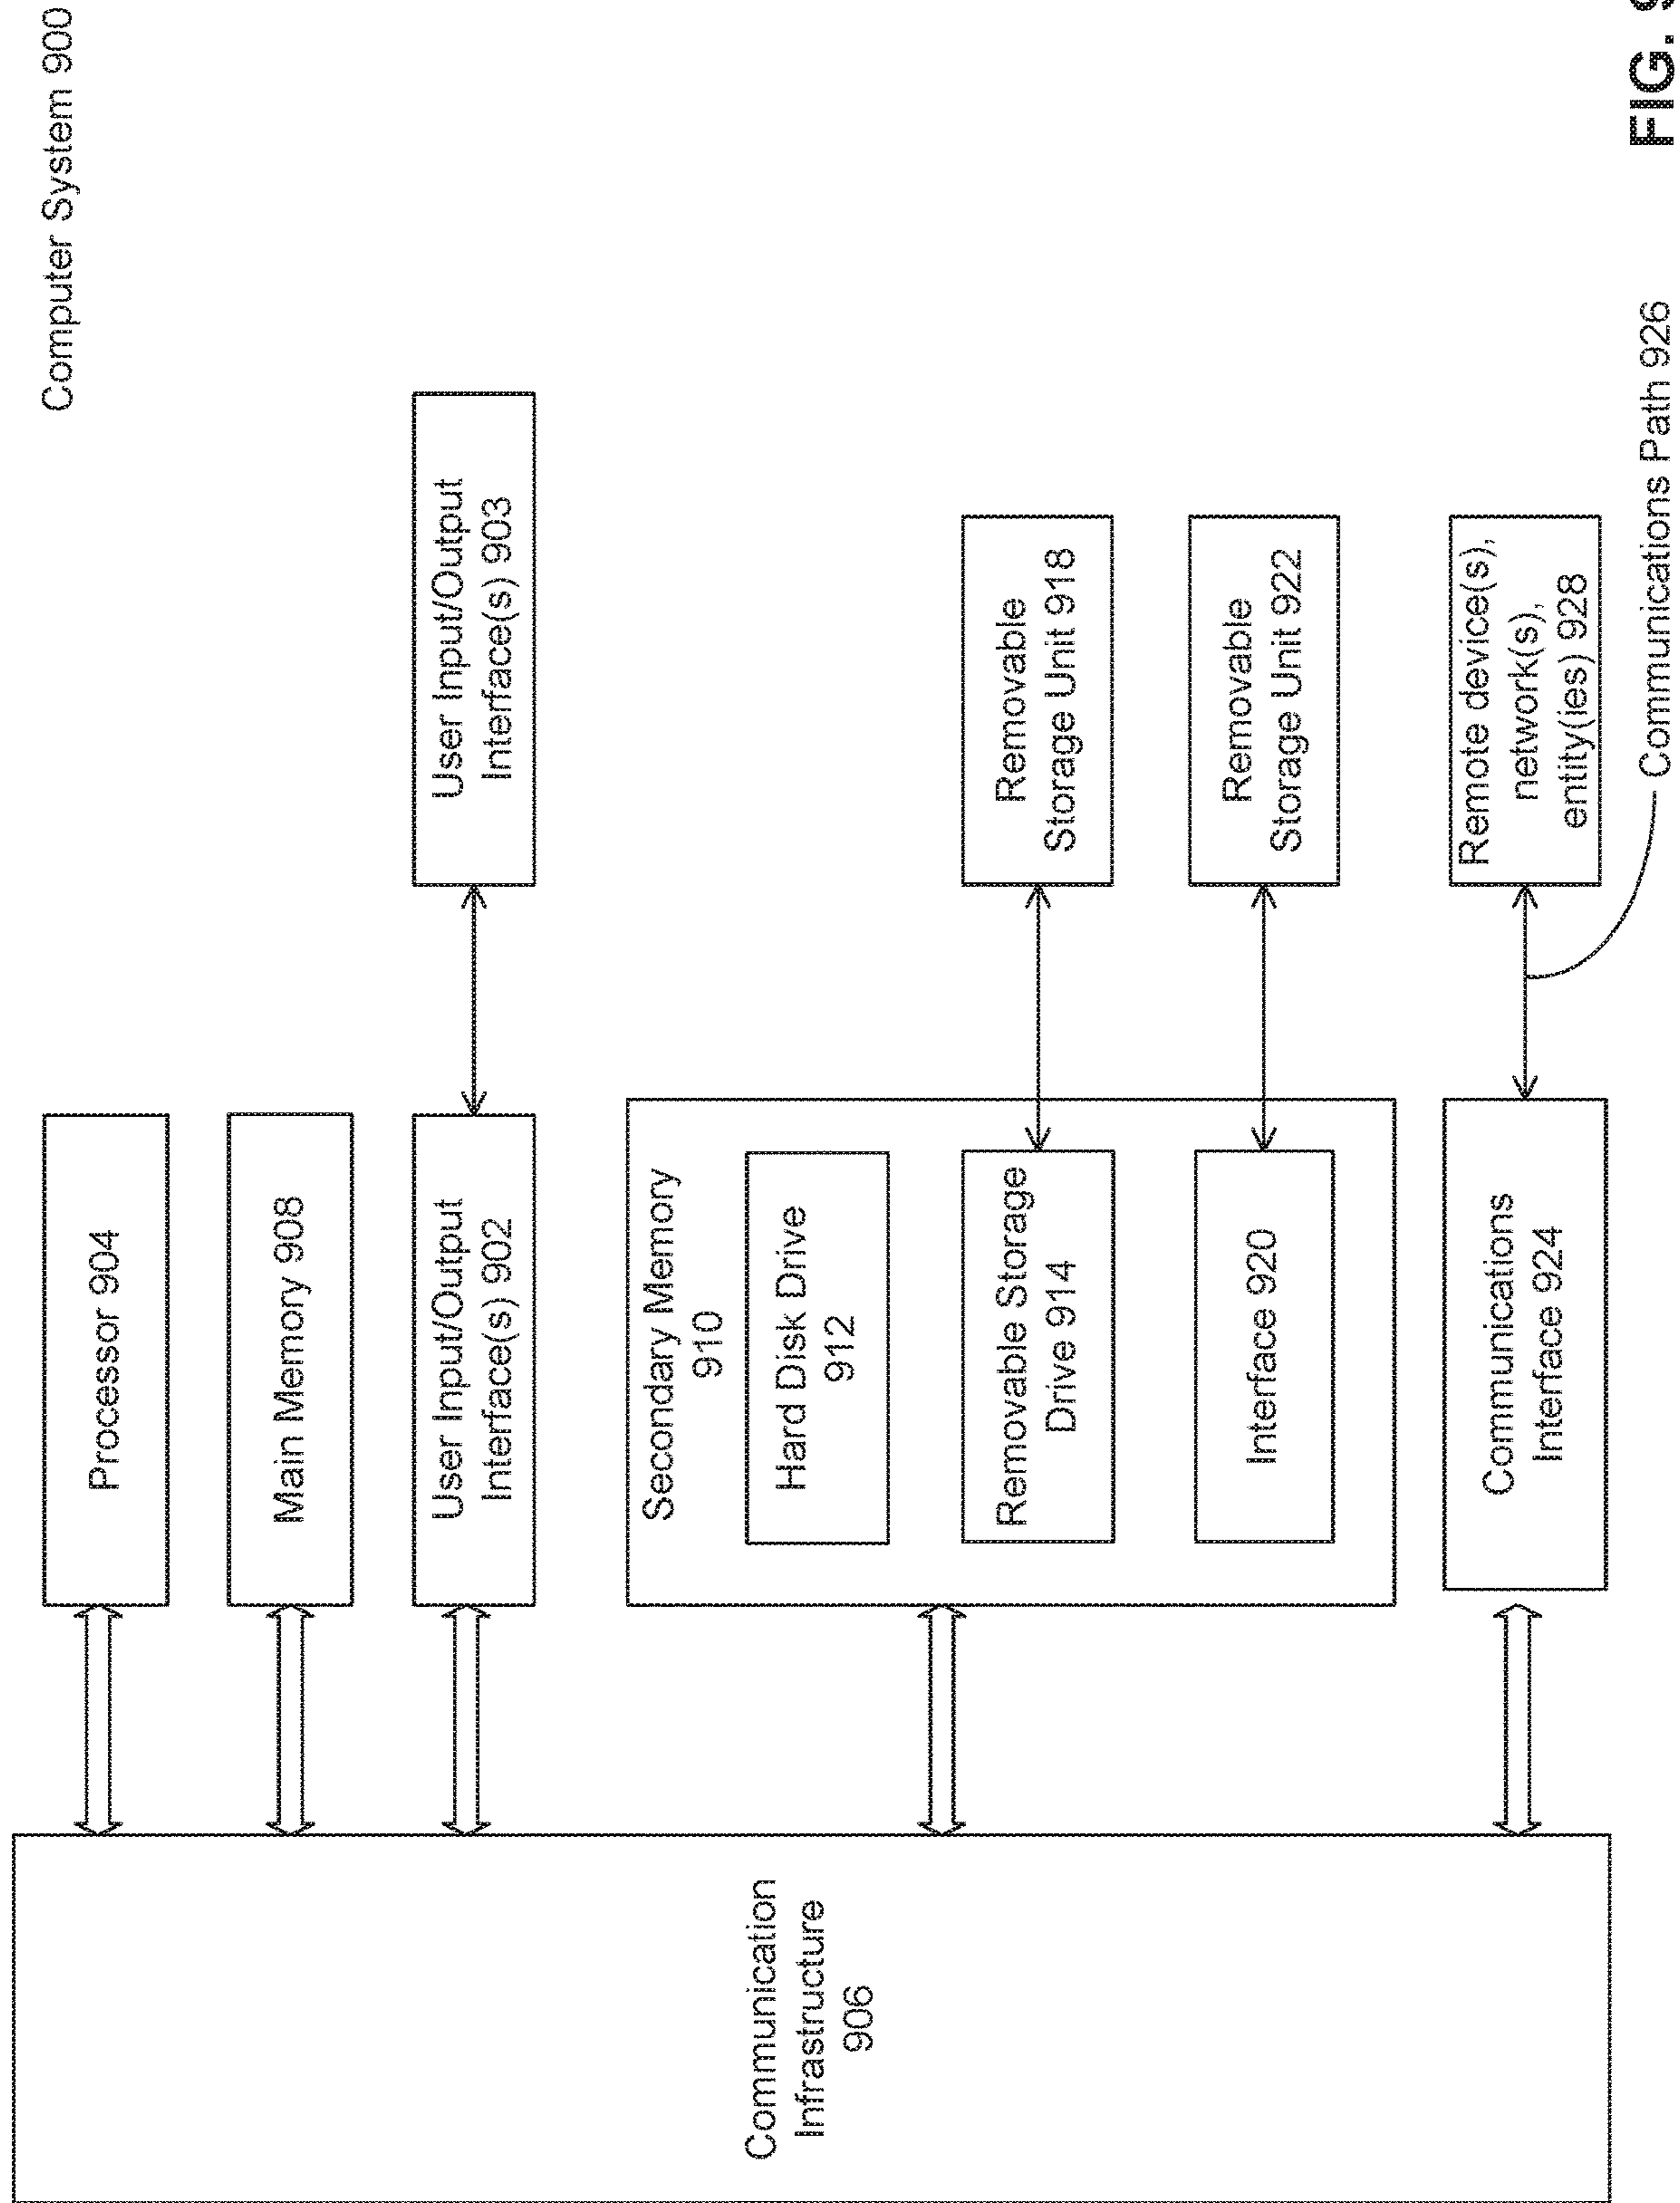 Computer System 900
Processor 904
Main Memory 908
User Input/Output
Interface(s) 902
User Input/Output
Interface(s) 903
Communication
Infrastructure
906
Secondary Memory
910
Hard Disk Drive
912
Removable Storage
Drive 914
Removable
Storage Unit 918
Interface 920
Removable
Storage Unit 922
Communications
Interface 924
Remote device(s),
network(s),
entity(ies) 928
Communications Path 926
FIG. 9